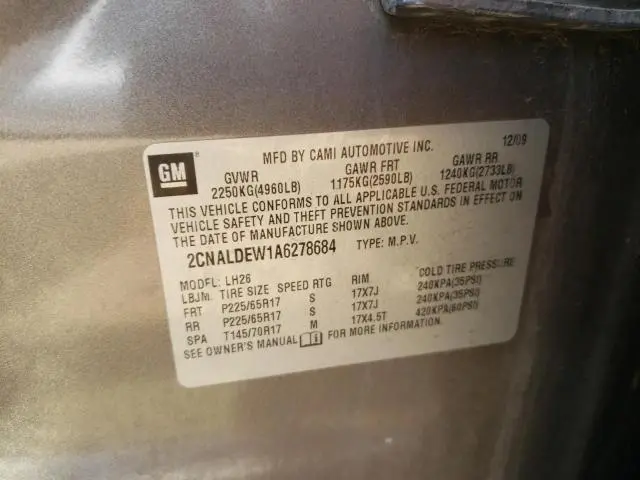 GM
MFD BY CAMI AUTOMOTIVE INC. 12/09
GVWR GAWR FRT GAWR RR
2250KG(4960LB) 1175KG(2590LB) 1240KG(2733LB)
THIS VEHICLE CONFORMS TO ALL APPLICABLE U.S. FEDERAL MOTOR
VEHICLE SAFETY AND THEFT PREVENTION STANDARDS IN EFFECT ON
THE DATE OF MANUFACTURE SHOWN ABOVE.
2CNALDEW1A6278684 TYPE: M.P.V.
MODEL: LH26
LBJM TIRE SIZE SPEED RTG RIM COLD TIRE PRESSURE
FRT P225/65R17 S 17X7J 240KPA(35PSI)
RR P225/65R17 S 17X7J 240KPA(35PSI)
SPA T145/70R17 M 17X4.5T 420KPA(60PSI)
SEE OWNER'S MANUAL FOR MORE INFORMATION.